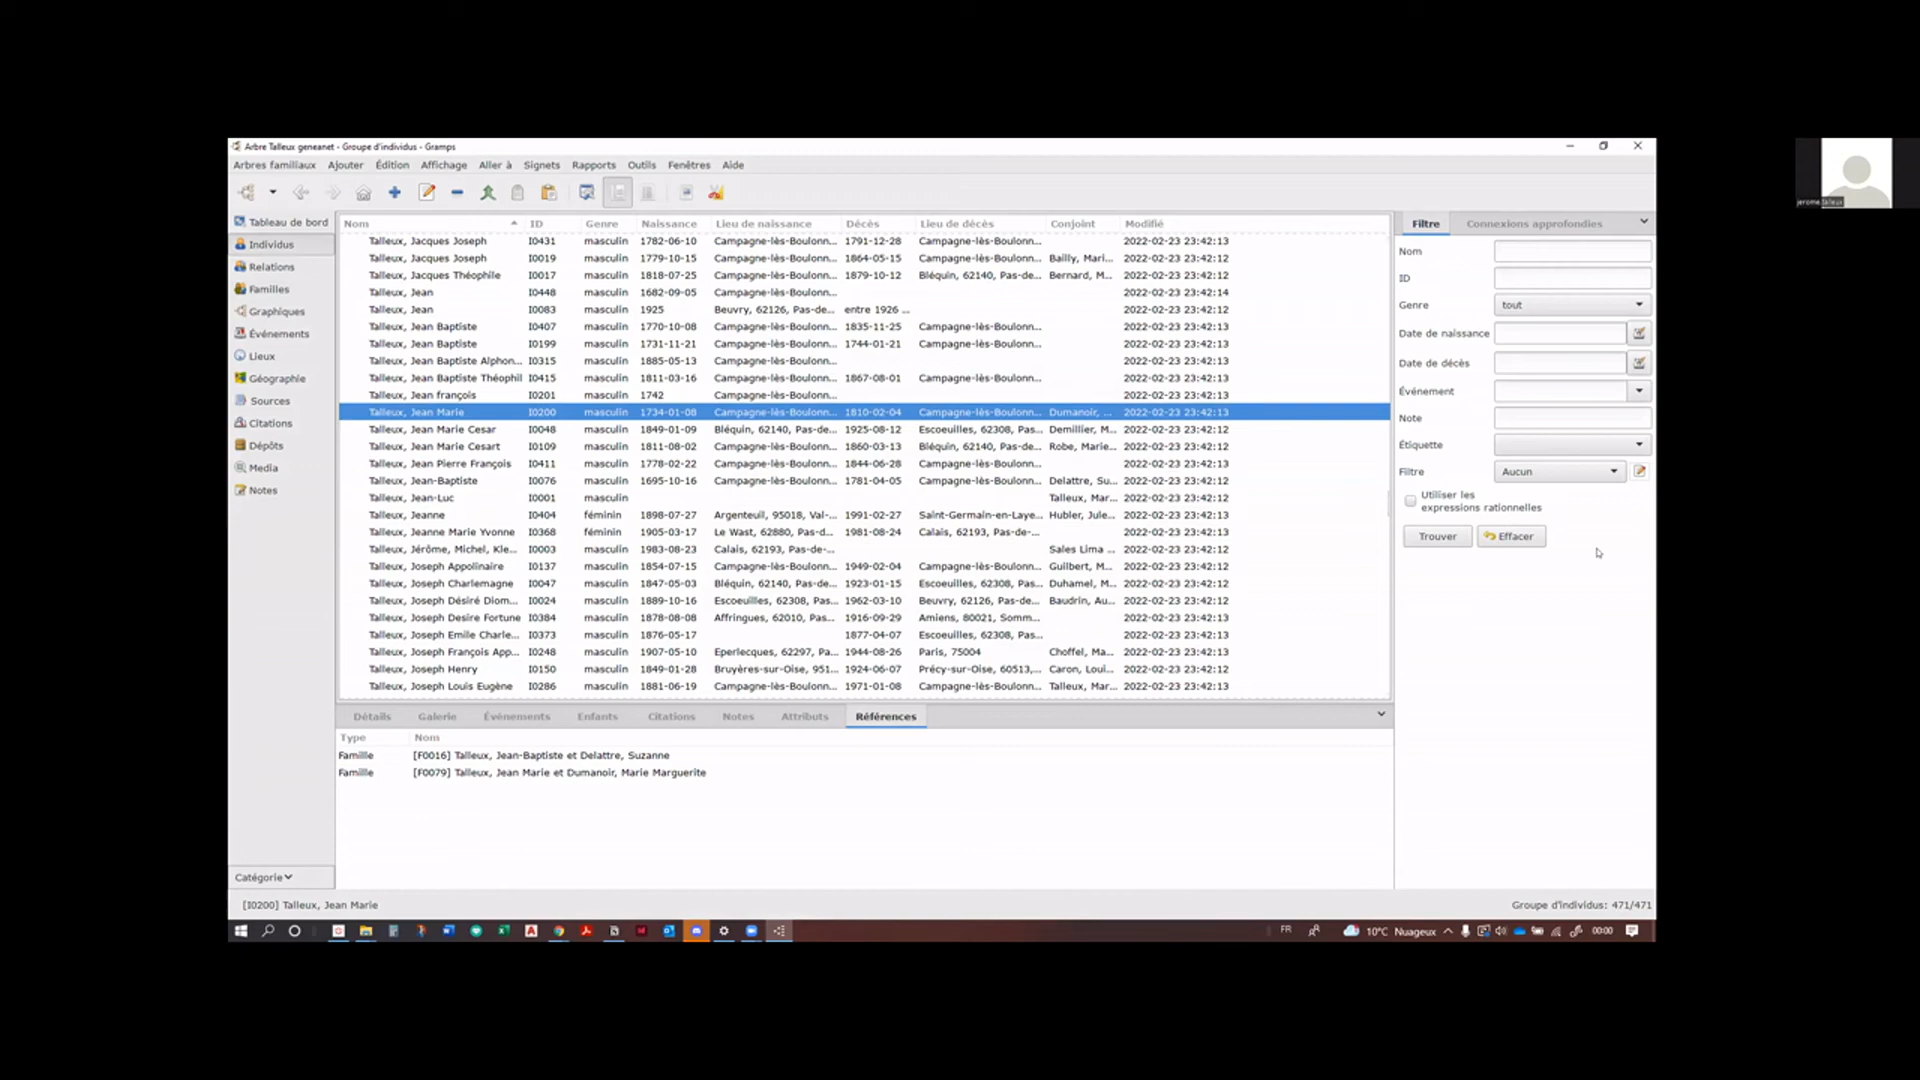 Arbre Talleux geneanet - Groupe d'individus - Gramps
Arbres familiaux Ajouter Édition Affichage Aller à Signets Rapports Outils Fenêtres Aide
Tableau de bord
Individus
Relations
Familles
Graphiques
Événements
Lieux
Géographie
Sources
Citations
Dépôts
Media
Notes
Catégorie
Nom ID Genre Naissance Lieu de naissance Décès Lieu de décès Conjoint Modifié
Talleux, Jacques Joseph I0431 masculin 1782-06-10 Campagne-lès-Boulonn... 1791-12-28 Campagne-lès-Boulonn... 2022-02-23 23:42:13
Talleux, Jacques Joseph I0019 masculin 1779-10-15 Campagne-lès-Boulonn... 1864-05-15 Campagne-lès-Boulonn... Bailly, Mari... 2022-02-23 23:42:12
Talleux, Jacques Théophile I0017 masculin 1818-07-25 Campagne-lès-Boulonn... 1879-10-12 Bléquin, 62140, Pas-de... Bernard, M... 2022-02-23 23:42:12
Talleux, Jean I0448 masculin 1682-09-05 Campagne-lès-Boulonn... 2022-02-23 23:42:14
Talleux, Jean I0083 masculin 1925 Beuvry, 62126, Pas-de... entre 1926 ... 2022-02-23 23:42:12
Talleux, Jean Baptiste I0407 masculin 1770-10-08 Campagne-lès-Boulonn... 1835-11-25 Campagne-lès-Boulonn... 2022-02-23 23:42:13
Talleux, Jean Baptiste I0199 masculin 1731-11-21 Campagne-lès-Boulonn... 1744-01-21 Campagne-lès-Boulonn... 2022-02-23 23:42:13
Talleux, Jean Baptiste Alphon... I0315 masculin 1885-05-13 Campagne-lès-Boulonn... 2022-02-23 23:42:13
Talleux, Jean Baptiste Théophil I0415 masculin 1811-03-16 Campagne-lès-Boulonn... 1867-08-01 Campagne-lès-Boulonn... 2022-02-23 23:42:13
Talleux, Jean françois I0201 masculin 1742 Campagne-lès-Boulonn... 2022-02-23 23:42:13
Talleux, Jean Marie I0200 masculin 1734-01-08 Campagne-lès-Boulonn... 1810-02-04 Campagne-lès-Boulonn... Dumanoir, ... 2022-02-23 23:42:13
Talleux, Jean Marie Cesar I0048 masculin 1849-01-09 Bléquin, 62140, Pas-de... 1925-08-12 Escoeuilles, 62308, Pas... Demillier, M... 2022-02-23 23:42:12
Talleux, Jean Marie Cesart I0109 masculin 1811-08-02 Campagne-lès-Boulonn... 1860-03-13 Bléquin, 62140, Pas-de... Robe, Marie... 2022-02-23 23:42:12
Talleux, Jean Pierre François I0411 masculin 1778-02-22 Campagne-lès-Boulonn... 1844-06-28 Campagne-lès-Boulonn... 2022-02-23 23:42:13
Talleux, Jean-Baptiste I0076 masculin 1695-10-16 Campagne-lès-Boulonn... 1781-04-05 Campagne-lès-Boulonn... Delattre, Su... 2022-02-23 23:42:12
Talleux, Jean-Luc I0001 masculin Talleux, Mar... 2022-02-23 23:42:12
Talleux, Jeanne I0404 féminin 1898-07-27 Argenteuil, 95018, Val-... 1991-02-27 Saint-Germain-en-Laye... Hubler, Jule... 2022-02-23 23:42:13
Talleux, Jeanne Marie Yvonne I0368 féminin 1905-03-17 Le Wast, 62880, Pas-d... 1981-08-24 Calais, 62193, Pas-de-... 2022-02-23 23:42:13
Talleux, Jérôme, Michel, Kle... I0003 masculin 1983-08-23 Calais, 62193, Pas-de-... Sales Lima ... 2022-02-23 23:42:12
Talleux, Joseph Appolinaire I0137 masculin 1854-07-15 Campagne-lès-Boulonn... 1949-02-04 Campagne-lès-Boulonn... Guilbert, M... 2022-02-23 23:42:12
Talleux, Joseph Charlemagne I0047 masculin 1847-05-03 Bléquin, 62140, Pas-de... 1923-01-15 Escoeuilles, 62308, Pas... Duhamel, M... 2022-02-23 23:42:12
Talleux, Joseph Désiré Diom... I0024 masculin 1889-10-16 Escoeuilles, 62308, Pas... 1962-03-10 Beuvry, 62126, Pas-de... Baudrin, Au... 2022-02-23 23:42:12
Talleux, Joseph Desire Fortune I0384 masculin 1878-08-08 Affringues, 62010, Pas... 1916-09-29 Amiens, 80021, Somm... 2022-02-23 23:42:13
Talleux, Joseph Emile Charle... I0373 masculin 1876-05-17 1877-04-07 Escoeuilles, 62308, Pas... 2022-02-23 23:42:13
Talleux, Joseph François App... I0248 masculin 1907-05-10 Eperlecques, 62297, Pa... 1944-08-26 Paris, 75004 Choffel, Ma... 2022-02-23 23:42:13
Talleux, Joseph Henry I0150 masculin 1849-01-28 Bruyères-sur-Oise, 951... 1924-06-07 Précy-sur-Oise, 60513,... Caron, Loui... 2022-02-23 23:42:12
Talleux, Joseph Louis Eugène I0286 masculin 1881-06-19 Campagne-lès-Boulonn... 1971-01-08 Campagne-lès-Boulonn... Talleux, Mar... 2022-02-23 23:42:13
Détails Galerie Événements Enfants Citations Notes Attributs Références
Type Nom
Famille [F0016] Talleux, Jean-Baptiste et Delattre, Suzanne
Famille [F0079] Talleux, Jean Marie et Dumanoir, Marie Marguerite
Filtre Connexions approfondies
Nom
ID
Genre tout
Date de naissance
Date de décès
Événement
Note
Étiquette
Filtre Aucun
Utiliser les
expressions rationnelles
Trouver Effacer
[I0200] Talleux, Jean Marie
Groupe d'individus: 471/471
FR 10°C Nuageux 00:00
jerome.talleux